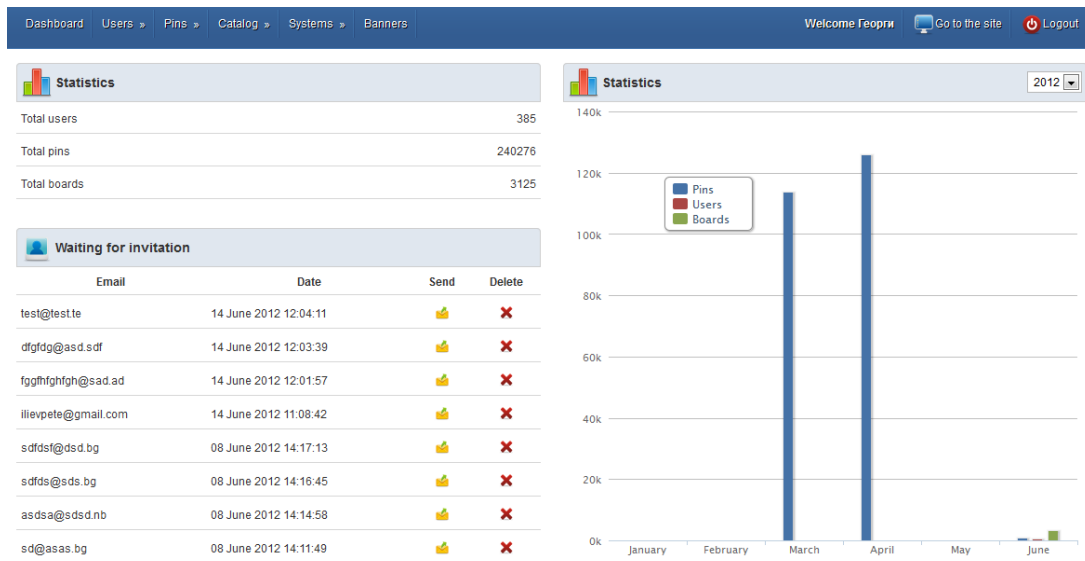 Dashboard Users » Pins » Catalog » Systems » Banners Welcome Георги Go to the site Logout
Statistics
Total users 385
Total pins 240276
Total boards 3125
Waiting for invitation
Email Date Send Delete
test@test.te 14 June 2012 12:04:11
dfgfdg@asd.sdf 14 June 2012 12:03:39
fggfhfghfgh@sad.ad 14 June 2012 12:01:57
ilievpete@gmail.com 14 June 2012 11:08:42
sdfdsf@dsd.bg 08 June 2012 14:17:13
sdfds@sds.bg 08 June 2012 14:16:45
asdsa@sdsd.nb 08 June 2012 14:14:58
sd@asas.bg 08 June 2012 14:11:49
Statistics 2012
140k
120k
100k
80k
60k
40k
20k
0k
Pins
Users
Boards
January February March April May June